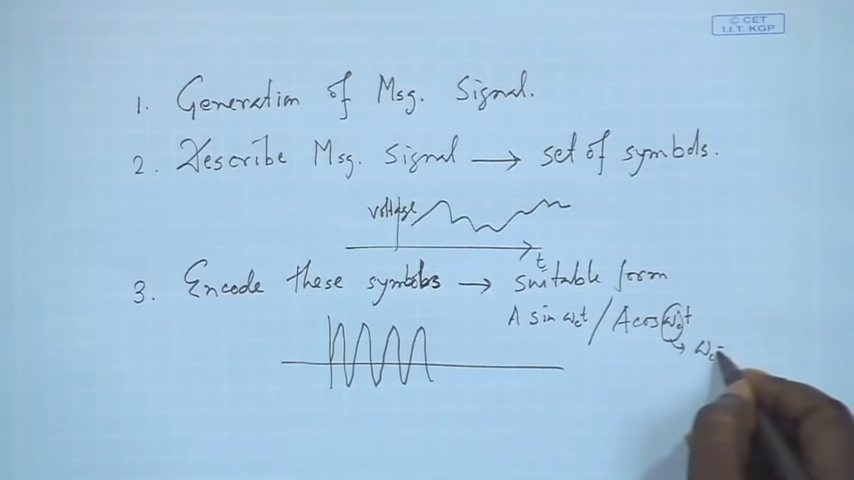 © CET
I.I.T. KGP
1. Generation of Msg. Signal.
2. Describe Msg. Signal → set of symbols.
voltage
t
3. Encode these symbols → suitable form
A sin ωct / A cos ωct
→ ωc =